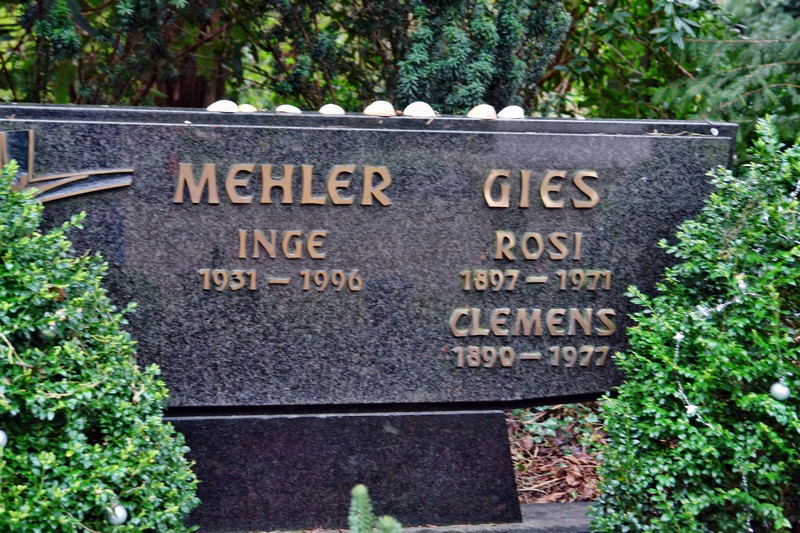 MEHLER
INGE
1931 – 1996
GIES
ROSI
1897 – 1971
CLEMENS
1890 – 1977